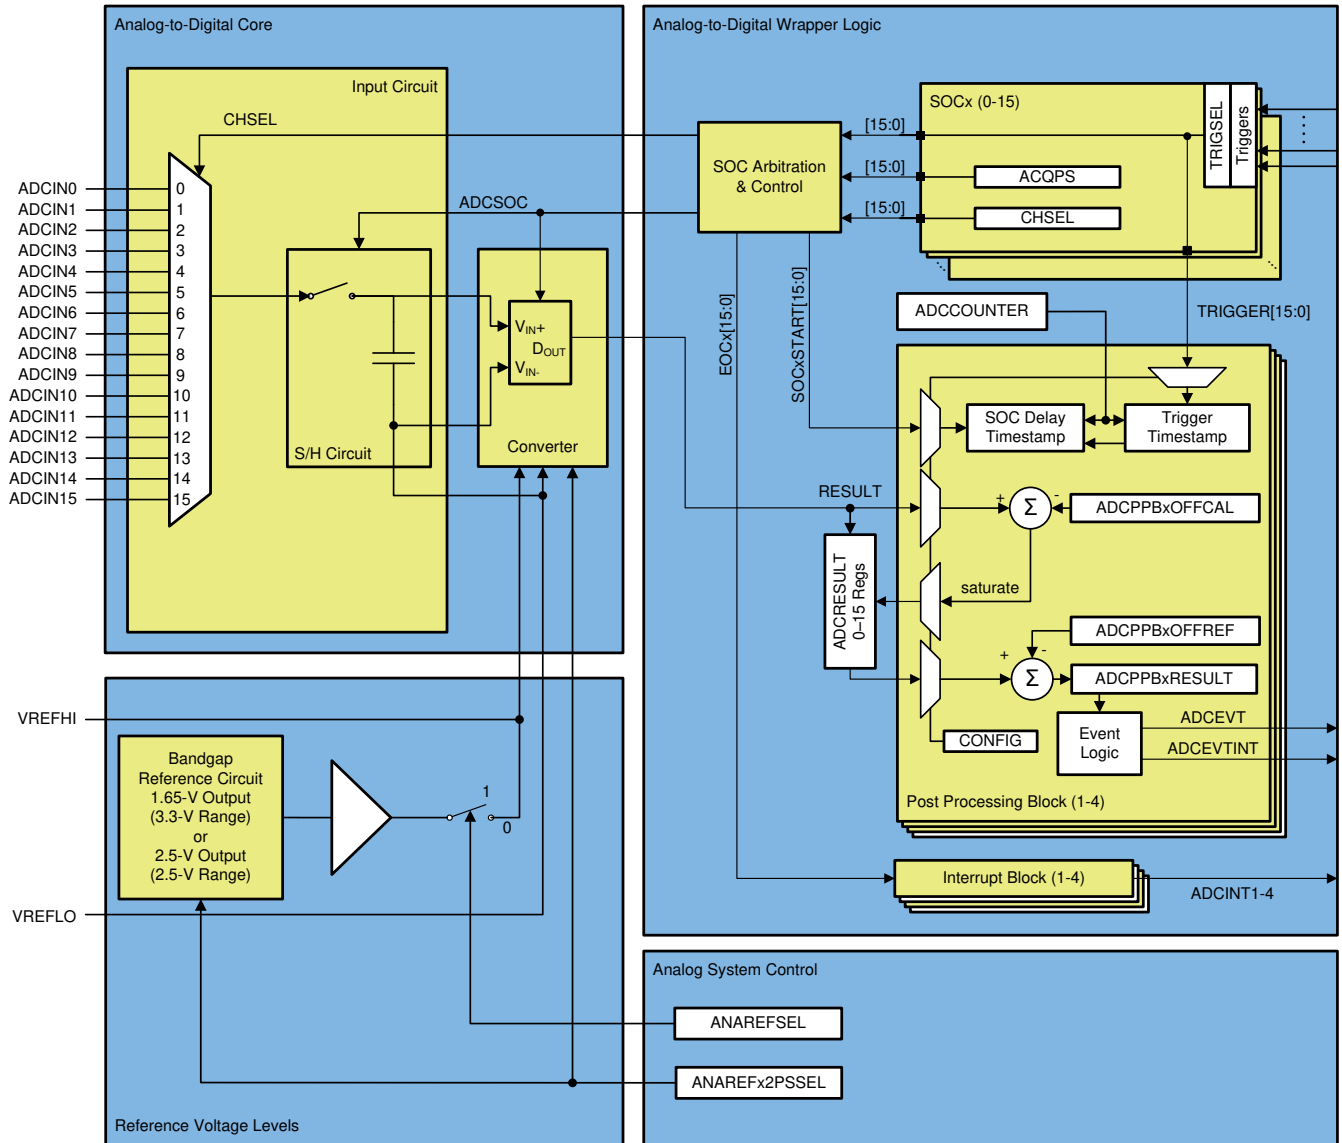 Analog-to-Digital Core
Input Circuit
CHSEL
ADCIN0
ADCIN1
ADCIN2
ADCIN3
ADCIN4
ADCIN5
ADCIN6
ADCIN7
ADCIN8
ADCIN9
ADCIN10
ADCIN11
ADCIN12
ADCIN13
ADCIN14
ADCIN15
0
1
2
3
4
5
6
7
8
9
10
11
12
13
14
15
ADCSOC
S/H Circuit
VIN+
DOUT
VIN-
Converter
Analog-to-Digital Wrapper Logic
SOC Arbitration
& Control
[15:0]
[15:0]
[15:0]
SOCx (0-15)
ACQPS
CHSEL
TRIGSEL
Triggers
EOCx[15:0]
SOCxSTART[15:0]
ADCCOUNTER
TRIGGER[15:0]
SOC Delay
Timestamp
Trigger
Timestamp
RESULT
+
Σ
-
ADCPPBxOFFCAL
ADCRESULT
0–15 Regs
saturate
ADCPPBxOFFREF
+
-
Σ
ADCPPBxRESULT
CONFIG
Event
Logic
ADCEVT
ADCEVTINT
Post Processing Block (1-4)
Interrupt Block (1-4)
ADCINT1-4
VREFHI
Bandgap
Reference Circuit
1.65-V Output
(3.3-V Range)
or
2.5-V Output
(2.5-V Range)
1
0
VREFLO
Reference Voltage Levels
Analog System Control
ANAREFSEL
ANAREFx2PSSEL